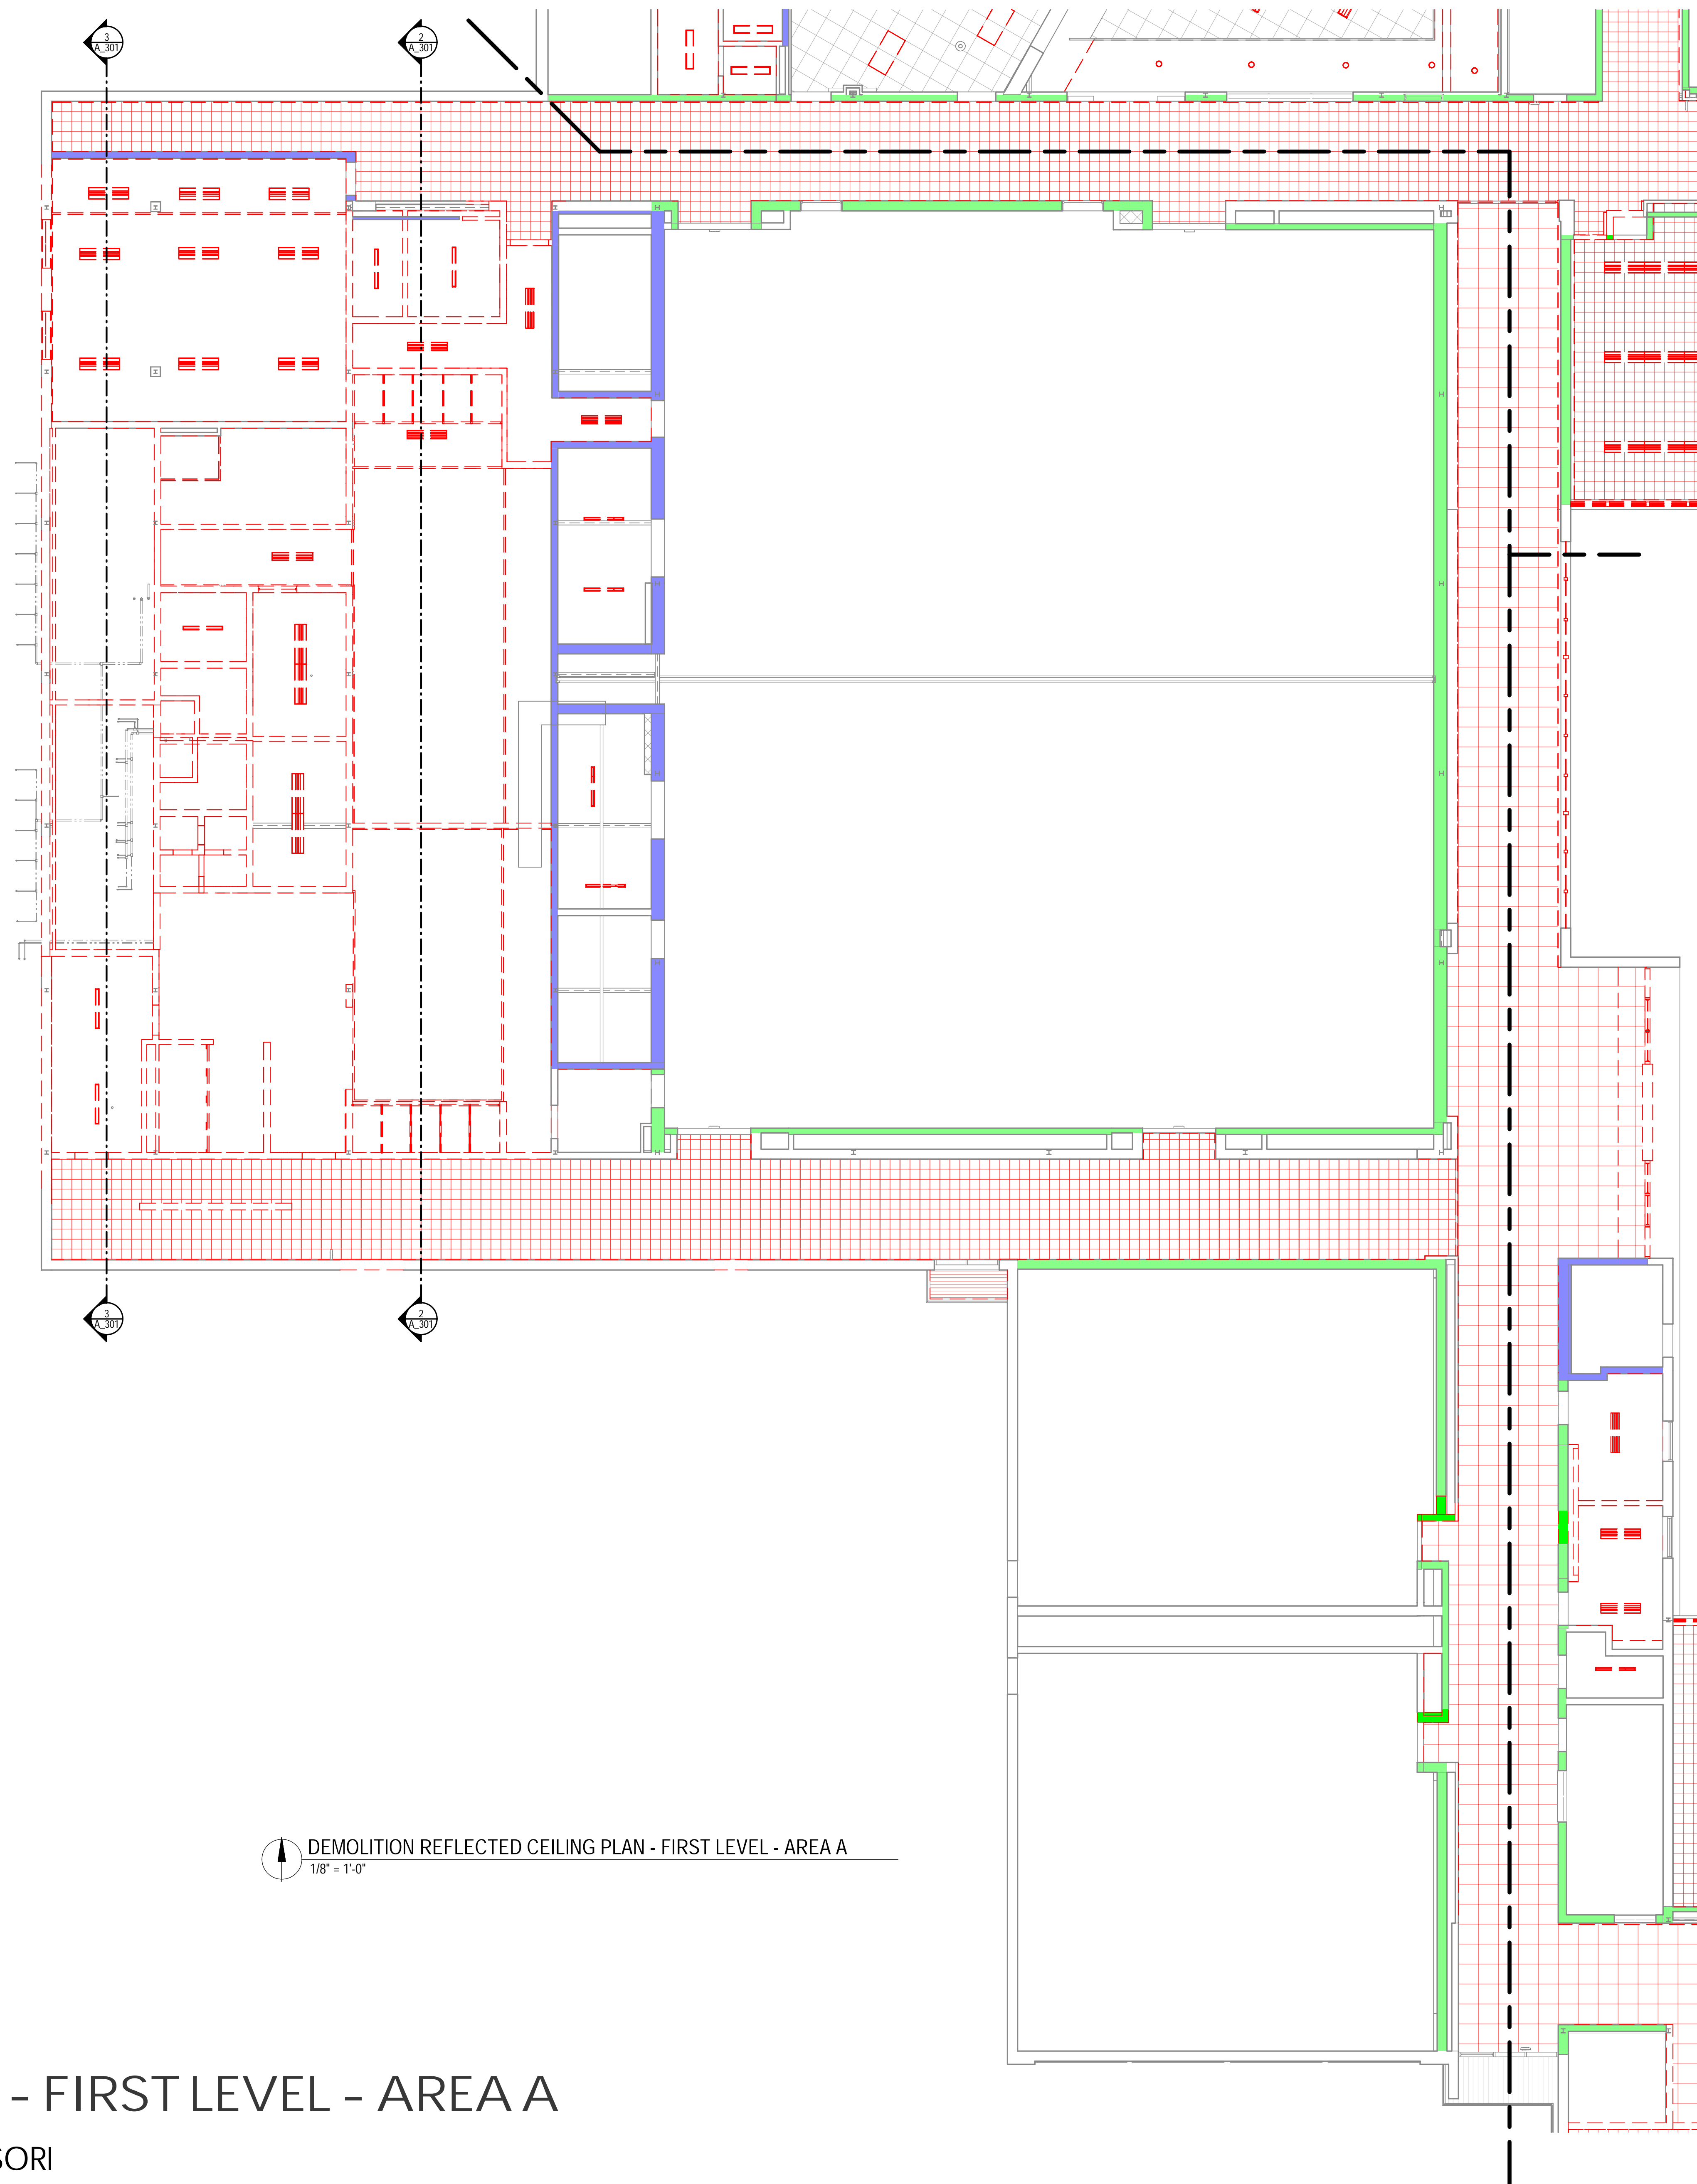 3
A_301
2
A_301
3
A_301
2
A_301
DEMOLITION REFLECTED CEILING PLAN - FIRST LEVEL - AREA A
1/8" = 1'-0"
- FIRST LEVEL - AREA A
SORI